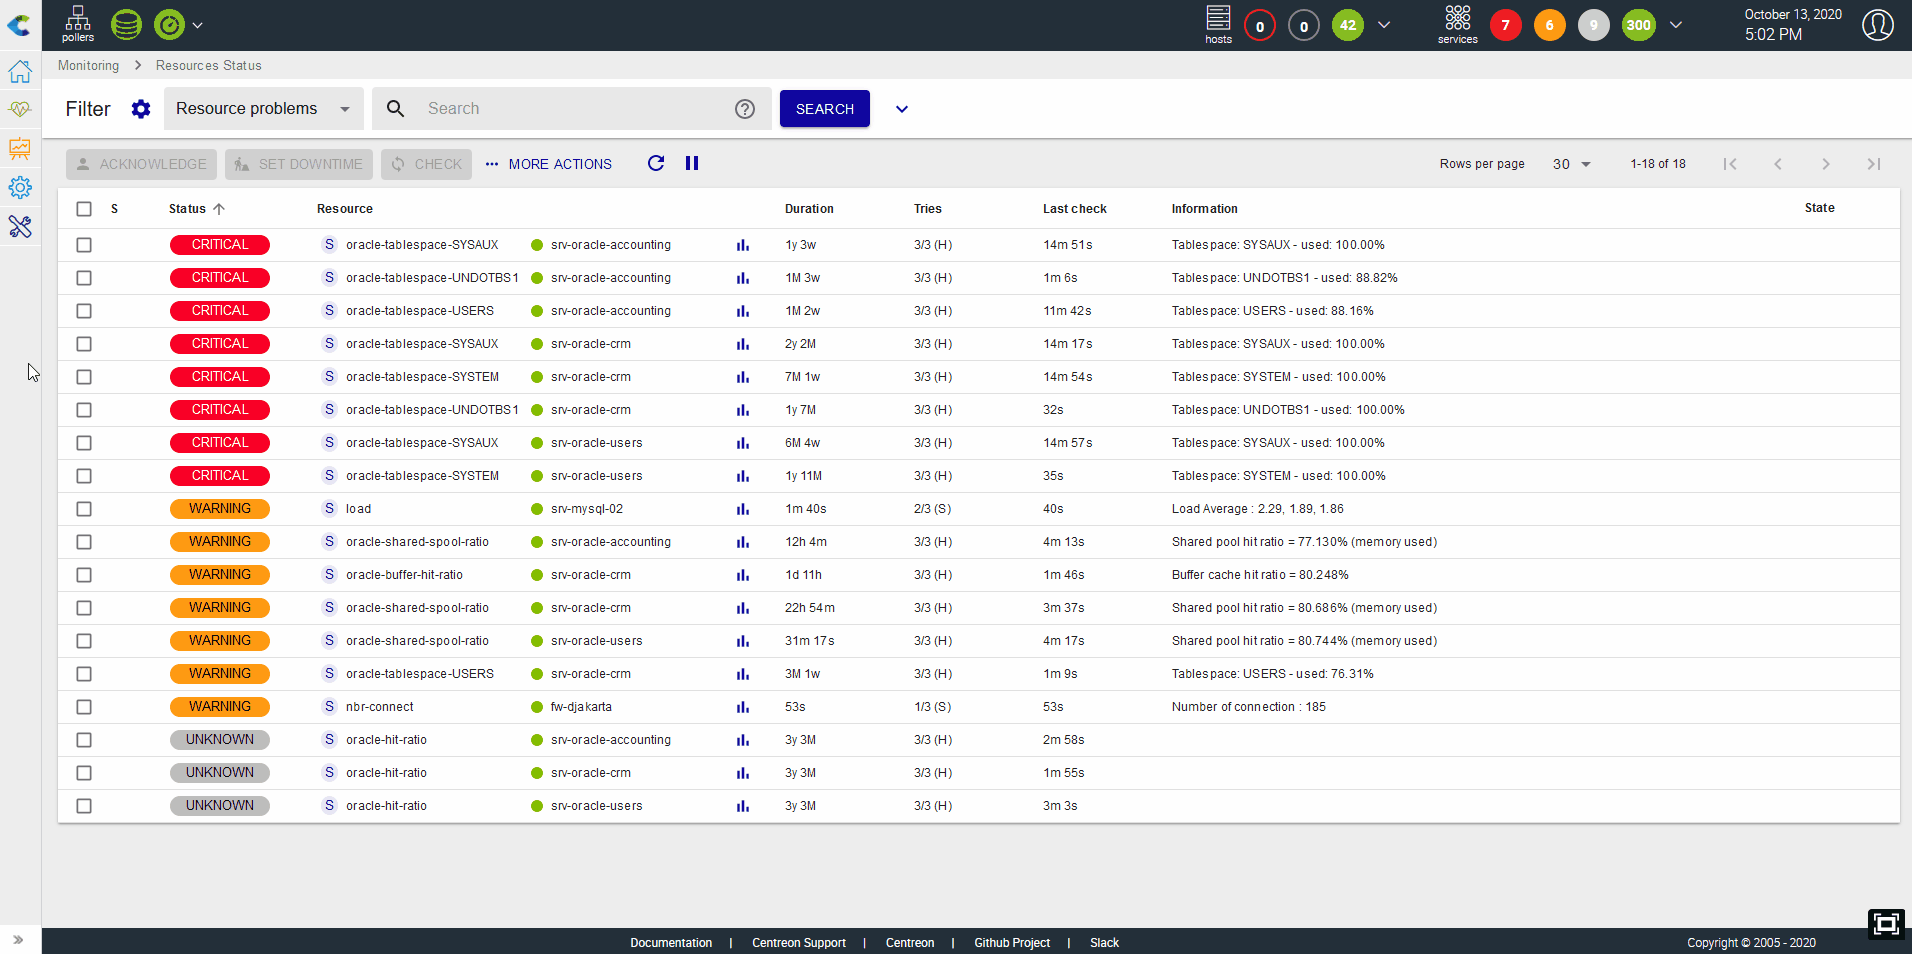 pollers
hosts 0 0 42
services 7 6 9 300
October 13, 2020
5:02 PM
Monitoring > Resources Status
Filter Resource problems Search ? SEARCH
ACKNOWLEDGE SET DOWNTIME CHECK ••• MORE ACTIONS Rows per page 30 1-18 of 18
S Status Resource Duration Tries Last check Information State
CRITICAL S oracle-tablespace-SYSAUX srv-oracle-accounting 1y 3w 3/3 (H) 14m 51s Tablespace: SYSAUX - used: 100.00%
CRITICAL S oracle-tablespace-UNDOTBS1 srv-oracle-accounting 1M 3w 3/3 (H) 1m 6s Tablespace: UNDOTBS1 - used: 88.82%
CRITICAL S oracle-tablespace-USERS srv-oracle-accounting 1M 2w 3/3 (H) 11m 42s Tablespace: USERS - used: 88.16%
CRITICAL S oracle-tablespace-SYSAUX srv-oracle-crm 2y 2M 3/3 (H) 14m 17s Tablespace: SYSAUX - used: 100.00%
CRITICAL S oracle-tablespace-SYSTEM srv-oracle-crm 7M 1w 3/3 (H) 14m 54s Tablespace: SYSTEM - used: 100.00%
CRITICAL S oracle-tablespace-UNDOTBS1 srv-oracle-crm 1y 7M 3/3 (H) 32s Tablespace: UNDOTBS1 - used: 100.00%
CRITICAL S oracle-tablespace-SYSAUX srv-oracle-users 6M 4w 3/3 (H) 14m 57s Tablespace: SYSAUX - used: 100.00%
CRITICAL S oracle-tablespace-SYSTEM srv-oracle-users 1y 11M 3/3 (H) 35s Tablespace: SYSTEM - used: 100.00%
WARNING S load srv-mysql-02 1m 40s 2/3 (S) 40s Load Average : 2.29, 1.89, 1.86
WARNING S oracle-shared-spool-ratio srv-oracle-accounting 12h 4m 3/3 (H) 4m 13s Shared pool hit ratio = 77.130% (memory used)
WARNING S oracle-buffer-hit-ratio srv-oracle-crm 1d 11h 3/3 (H) 1m 46s Buffer cache hit ratio = 80.248%
WARNING S oracle-shared-spool-ratio srv-oracle-crm 22h 54m 3/3 (H) 3m 37s Shared pool hit ratio = 80.686% (memory used)
WARNING S oracle-shared-spool-ratio srv-oracle-users 31m 17s 3/3 (H) 4m 17s Shared pool hit ratio = 80.744% (memory used)
WARNING S oracle-tablespace-USERS srv-oracle-crm 3M 1w 3/3 (H) 1m 9s Tablespace: USERS - used: 76.31%
WARNING S nbr-connect fw-djakarta 53s 1/3 (S) 53s Number of connection : 185
UNKNOWN S oracle-hit-ratio srv-oracle-accounting 3y 3M 3/3 (H) 2m 58s
UNKNOWN S oracle-hit-ratio srv-oracle-crm 3y 3M 3/3 (H) 1m 55s
UNKNOWN S oracle-hit-ratio srv-oracle-users 3y 3M 3/3 (H) 3m 3s
Documentation | Centreon Support | Centreon | Github Project | Slack Copyright © 2005 - 2020